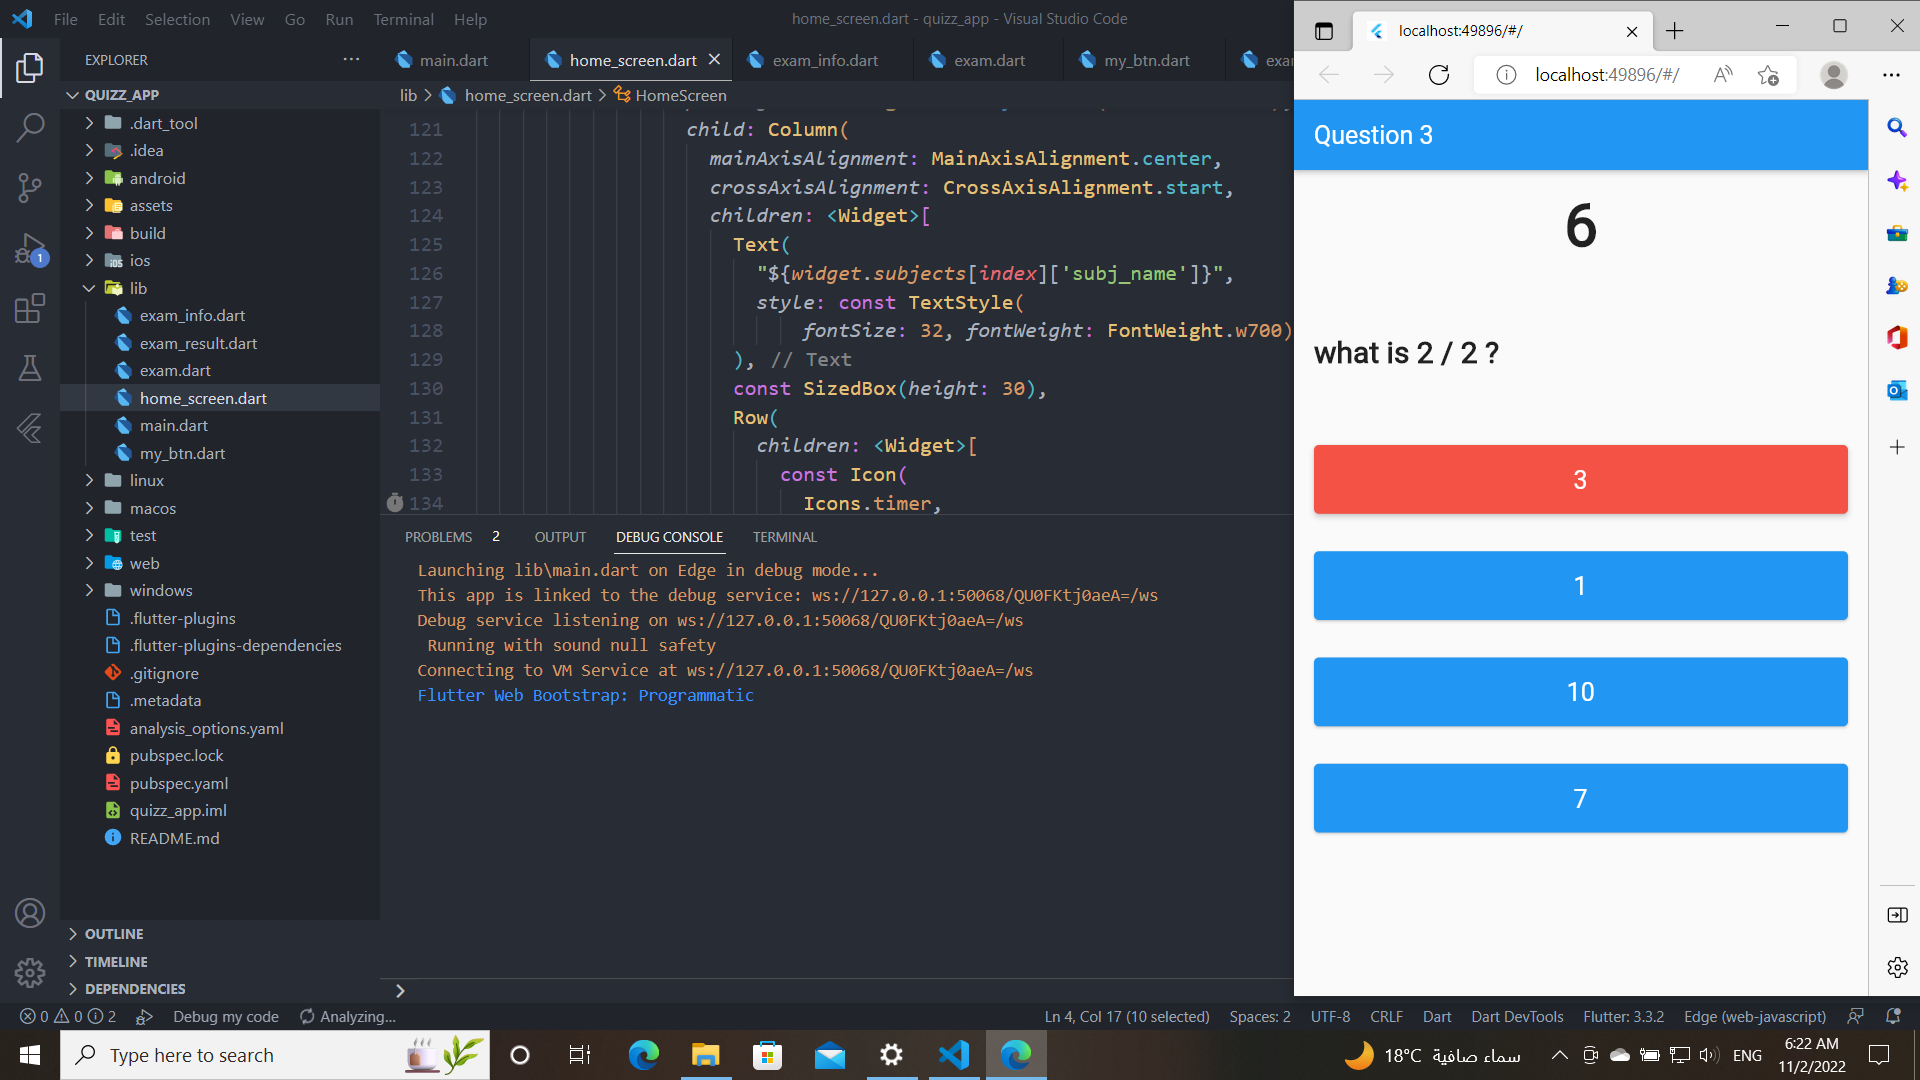 File Edit Selection View Go Run Terminal Help
home_screen.dart - quizz_app - Visual Studio Code
EXPLORER
QUIZZ_APP
.dart_tool
.idea
android
assets
build
ios
lib
exam_info.dart
exam_result.dart
exam.dart
home_screen.dart
main.dart
my_btn.dart
linux
macos
test
web
windows
.flutter-plugins
.flutter-plugins-dependencies
.gitignore
.metadata
analysis_options.yaml
pubspec.lock
pubspec.yaml
quizz_app.iml
README.md
OUTLINE
TIMELINE
DEPENDENCIES
1
main.dart home_screen.dart exam_info.dart exam.dart my_btn.dart exa
lib > home_screen.dart > HomeScreen
121 child: Column(
122 mainAxisAlignment: MainAxisAlignment.center,
123 crossAxisAlignment: CrossAxisAlignment.start,
124 children: <Widget>[
125 Text(
126 "${widget.subjects[index]['subj_name']}",
127 style: const TextStyle(
128 fontSize: 32, fontWeight: FontWeight.w700)
129 ), // Text
130 const SizedBox(height: 30),
131 Row(
132 children: <Widget>[
133 const Icon(
134 Icons.timer,
PROBLEMS 2 OUTPUT DEBUG CONSOLE TERMINAL
Launching lib\main.dart on Edge in debug mode...
This app is linked to the debug service: ws://127.0.0.1:50068/QU0FKtj0aeA=/ws
Debug service listening on ws://127.0.0.1:50068/QU0FKtj0aeA=/ws
Running with sound null safety
Connecting to VM Service at ws://127.0.0.1:50068/QU0FKtj0aeA=/ws
Flutter Web Bootstrap: Programmatic
localhost:49896/#/
localhost:49896/#/
Question 3
6
what is 2 / 2 ?
3
1
10
7
0 0 2 Debug my code Analyzing... Ln 4, Col 17 (10 selected) Spaces: 2 UTF-8 CRLF Dart Dart DevTools Flutter: 3.3.2 Edge (web-javascript)
Type here to search
18°C سماء صافية
ENG
6:22 AM
11/2/2022